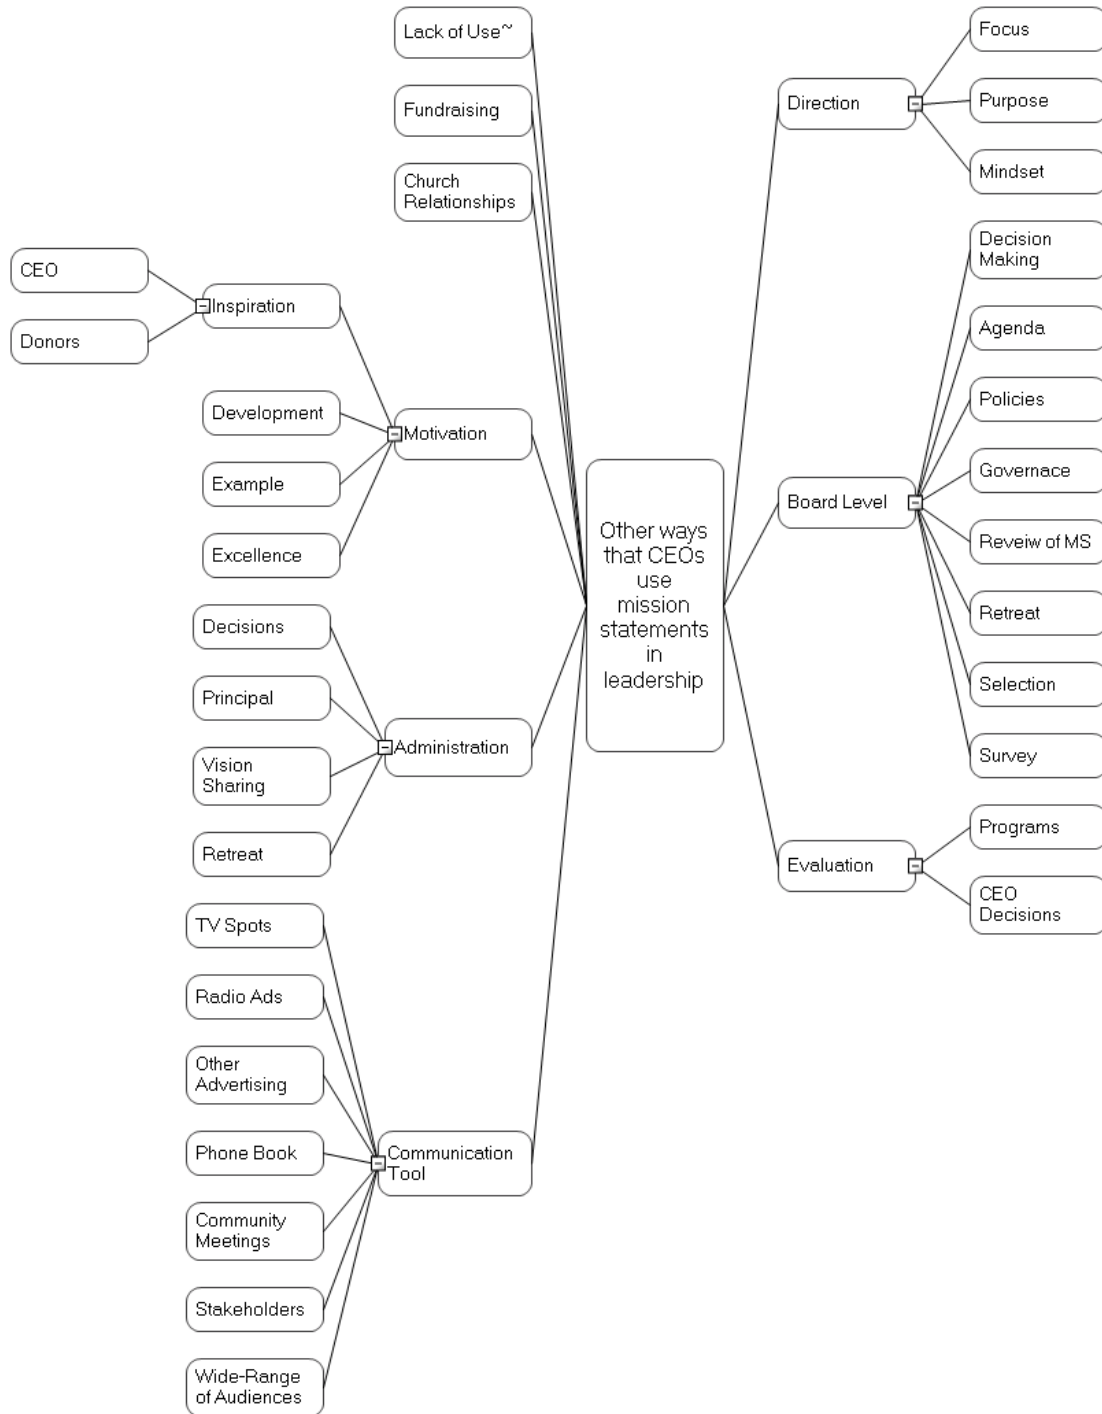 Lack of Use~
Fundraising
Church
Relationships
CEO
Donors
Inspiration
Development
Example
Excellence
Motivation
Decisions
Principal
Vision
Sharing
Retreat
Administration
TV Spots
Radio Ads
Other
Advertising
Phone Book
Community
Meetings
Stakeholders
Wide-Range
of Audiences
Communication
Tool
Other ways
that CEOs
use
mission
statements
in
leadership
Direction
Focus
Purpose
Mindset
Board Level
Decision
Making
Agenda
Policies
Governace
Reveiw of MS
Retreat
Selection
Survey
Evaluation
Programs
CEO
Decisions